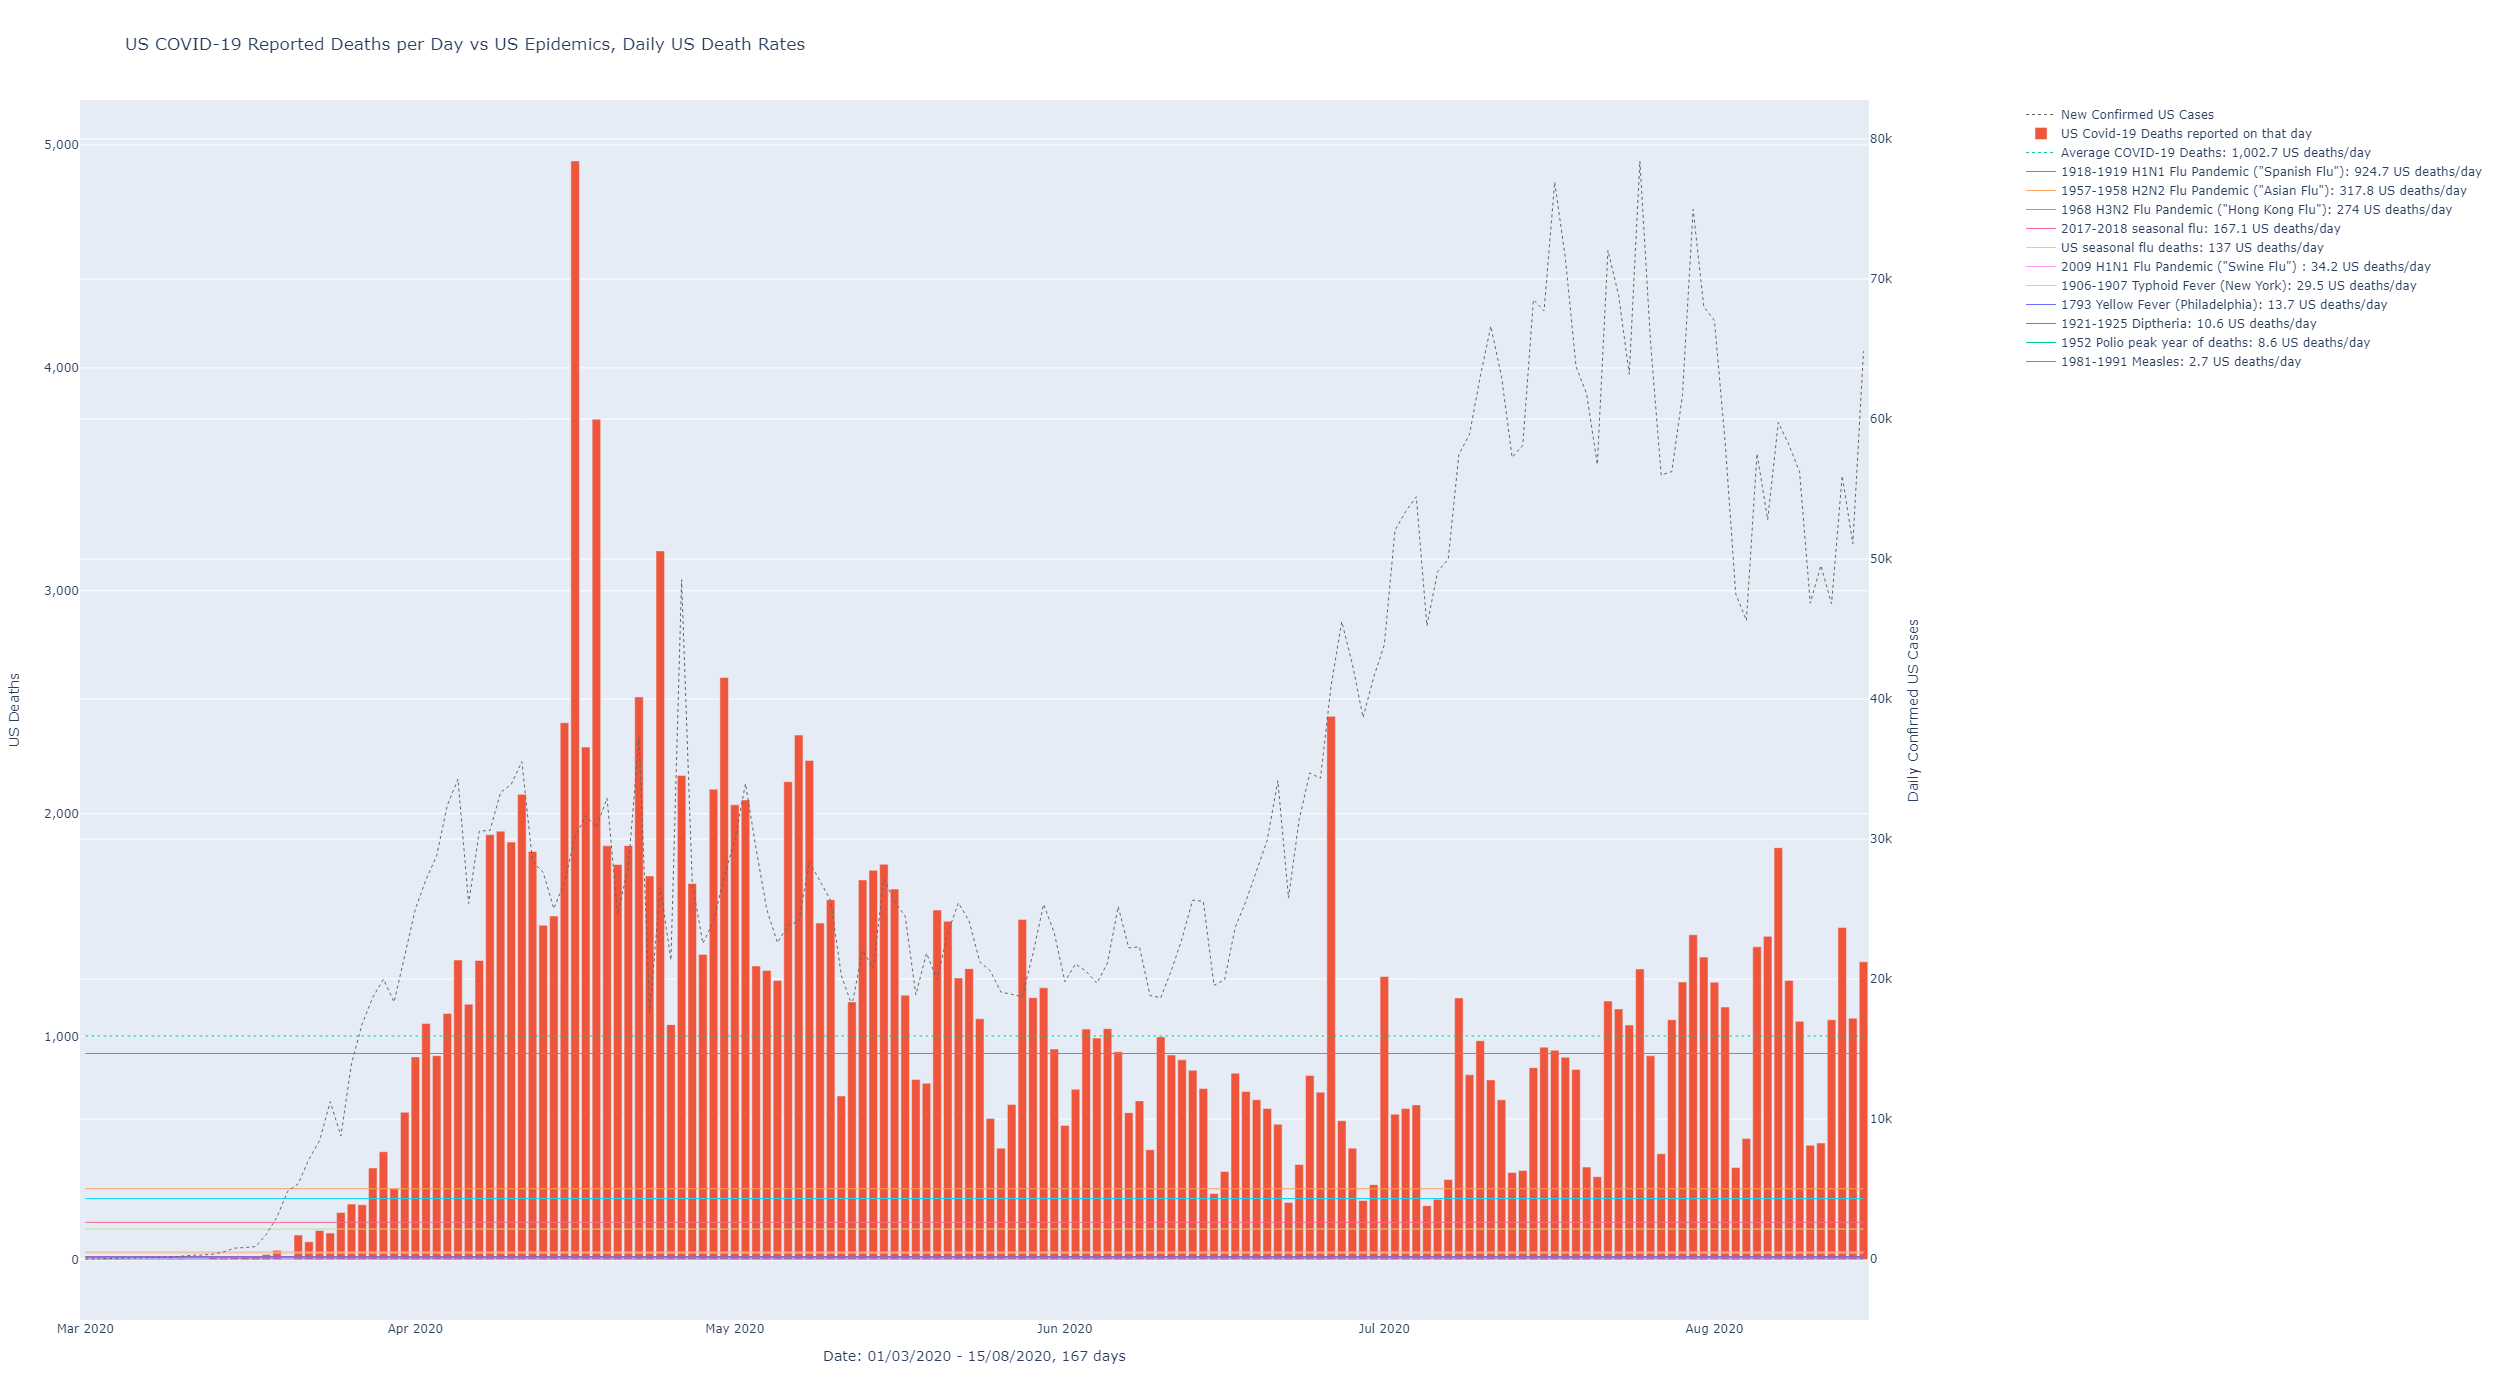 US COVID-19 Reported Deaths per Day vs US Epidemics, Daily US Death Rates
New Confirmed US Cases
US Covid-19 Deaths reported on that day
Average COVID-19 Deaths: 1,002.7 US deaths/day
1918-1919 H1N1 Flu Pandemic ("Spanish Flu"): 924.7 US deaths/day
1957-1958 H2N2 Flu Pandemic ("Asian Flu"): 317.8 US deaths/day
1968 H3N2 Flu Pandemic ("Hong Kong Flu"): 274 US deaths/day
2017-2018 seasonal flu: 167.1 US deaths/day
US seasonal flu deaths: 137 US deaths/day
2009 H1N1 Flu Pandemic ("Swine Flu") : 34.2 US deaths/day
1906-1907 Typhoid Fever (New York): 29.5 US deaths/day
1793 Yellow Fever (Philadelphia): 13.7 US deaths/day
1921-1925 Diptheria: 10.6 US deaths/day
1952 Polio peak year of deaths: 8.6 US deaths/day
1981-1991 Measles: 2.7 US deaths/day
US Deaths
5,000
4,000
3,000
2,000
1,000
0
80k
70k
60k
50k
40k
30k
20k
10k
0
Daily Confirmed US Cases
Mar 2020
Apr 2020
May 2020
Jun 2020
Jul 2020
Aug 2020
Date: 01/03/2020 - 15/08/2020, 167 days